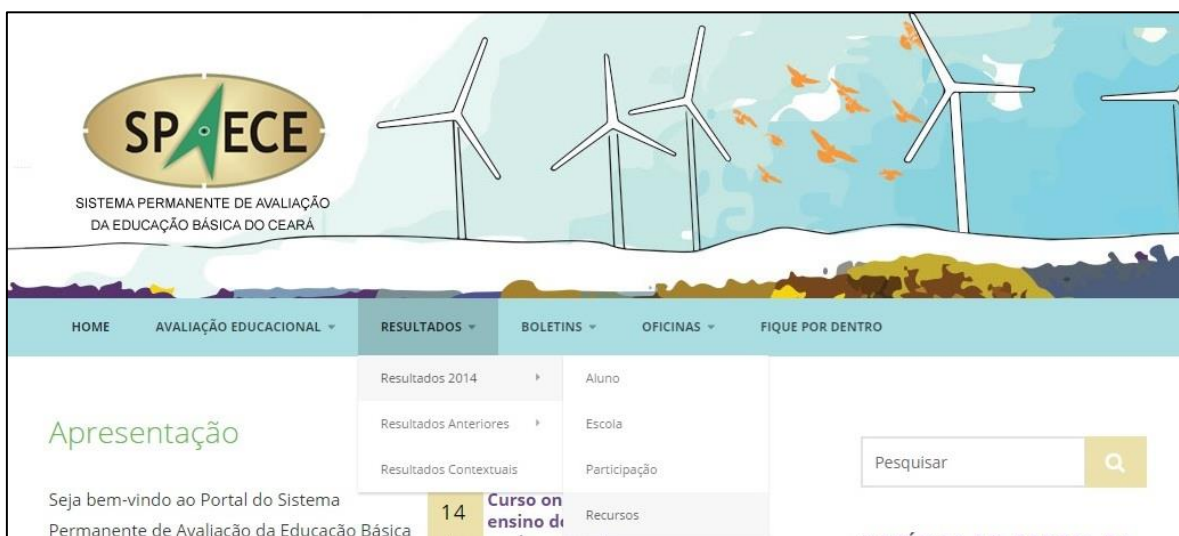 SPAECE
SISTEMA PERMANENTE DE AVALIAÇÃO
DA EDUCAÇÃO BÁSICA DO CEARÁ
HOME AVALIAÇÃO EDUCACIONAL RESULTADOS BOLETINS OFICINAS FIQUE POR DENTRO
Resultados 2014
Resultados Anteriores
Resultados Contextuais
Aluno
Escola
Participação
Recursos
Apresentação
Seja bem-vindo ao Portal do Sistema
Permanente de Avaliação da Educação Básica
14
Curso on
ensino d
Pesquisar